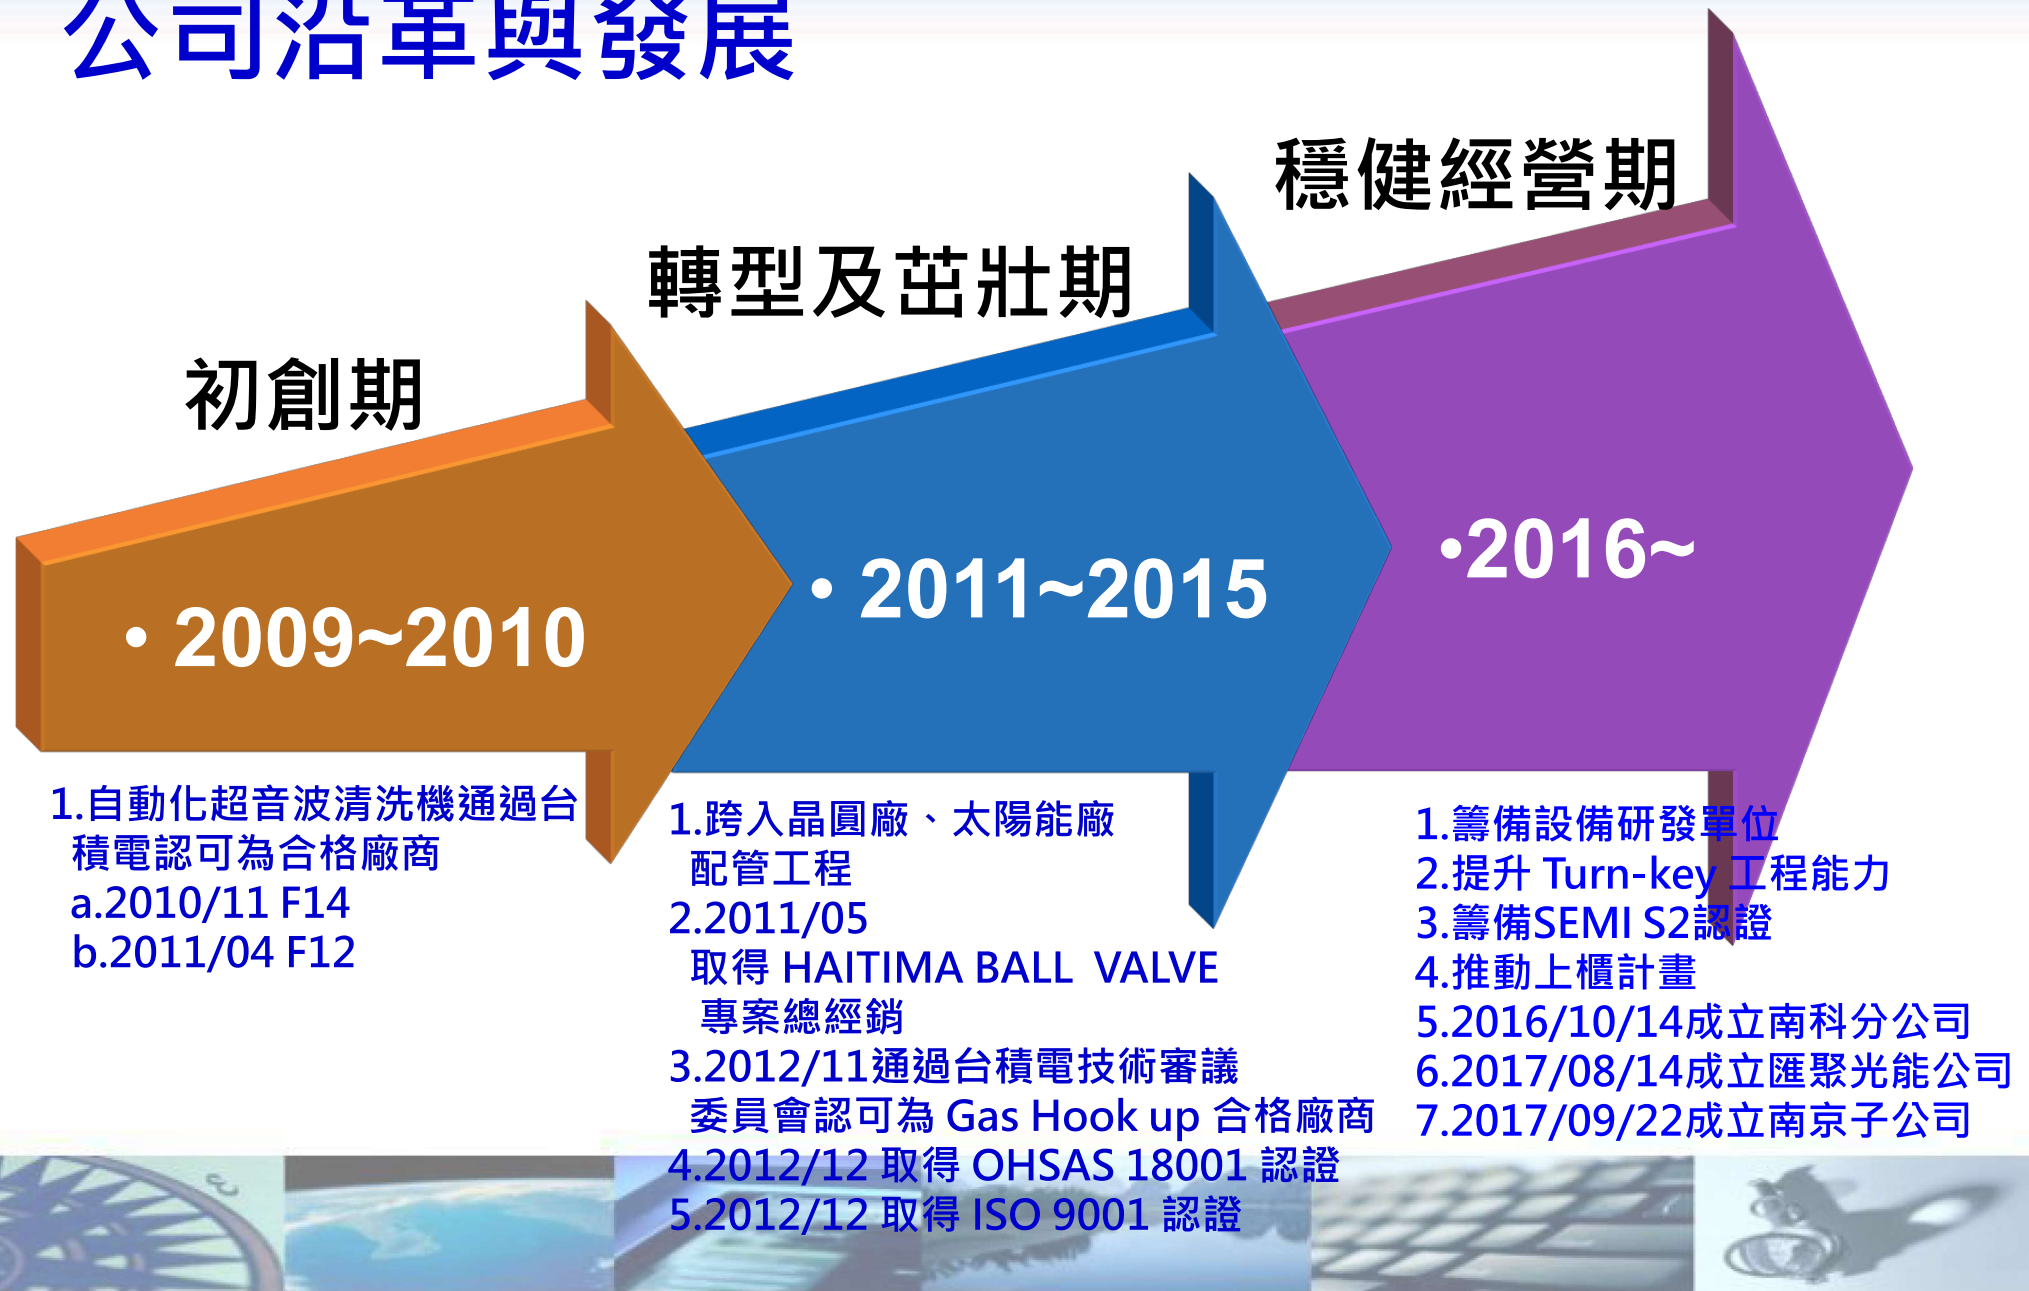 公司沿革與發展
穩健經營期
轉型及茁壯期
初創期
•2016~
• 2011~2015
• 2009~2010
1.自動化超音波清洗機通過台
積電認可為合格廠商
a.2010/11 F14
b.2011/04 F12
1.跨入晶圓廠、太陽能廠
配管工程
2.2011/05
取得 HAITIMA BALL VALVE
專案總經銷
3.2012/11通過台積電技術審議
委員會認可為 Gas Hook up 合格廠商
4.2012/12 取得 OHSAS 18001 認證
5.2012/12 取得 ISO 9001 認證
1.籌備設備研發單位
2.提升 Turn-key 工程能力
3.籌備SEMI S2認證
4.推動上櫃計畫
5.2016/10/14成立南科分公司
6.2017/08/14成立匯聚光能公司
7.2017/09/22成立南京子公司